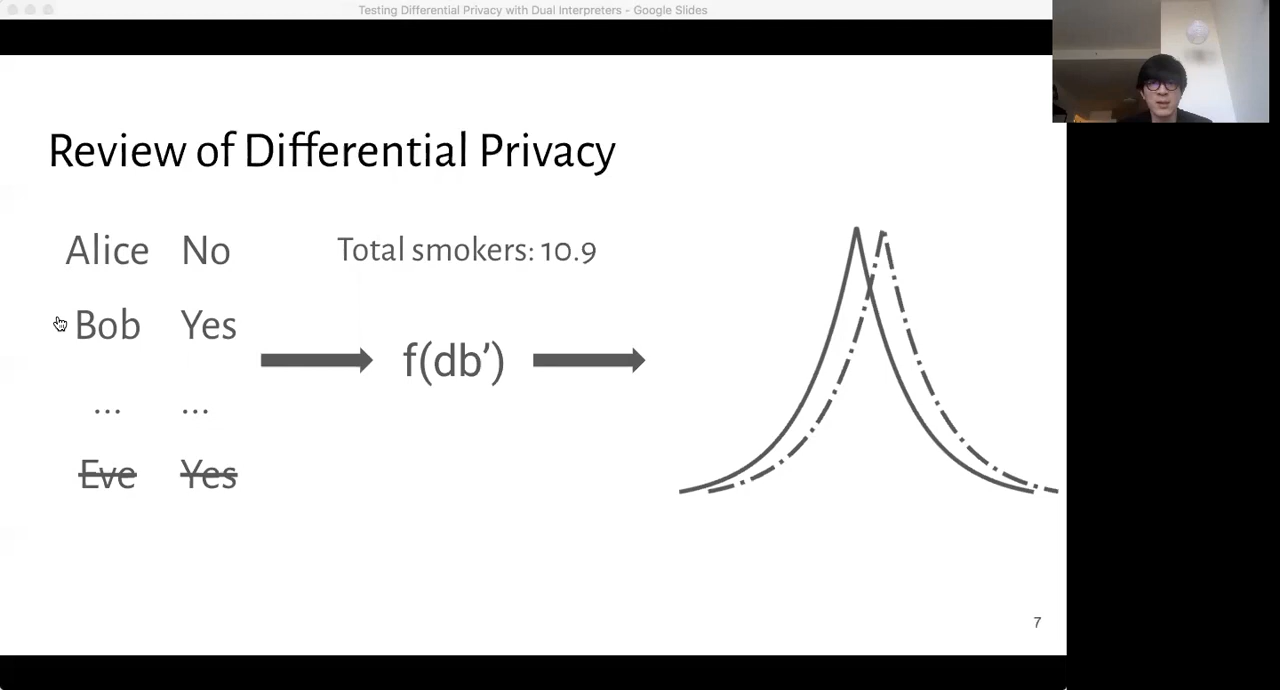 Testing Differential Privacy with Dual Interpreters - Google Slides
Review of Differential Privacy
Alice No
Total smokers: 10.9
Bob Yes
f(db’)
... ...
Eve Yes
7